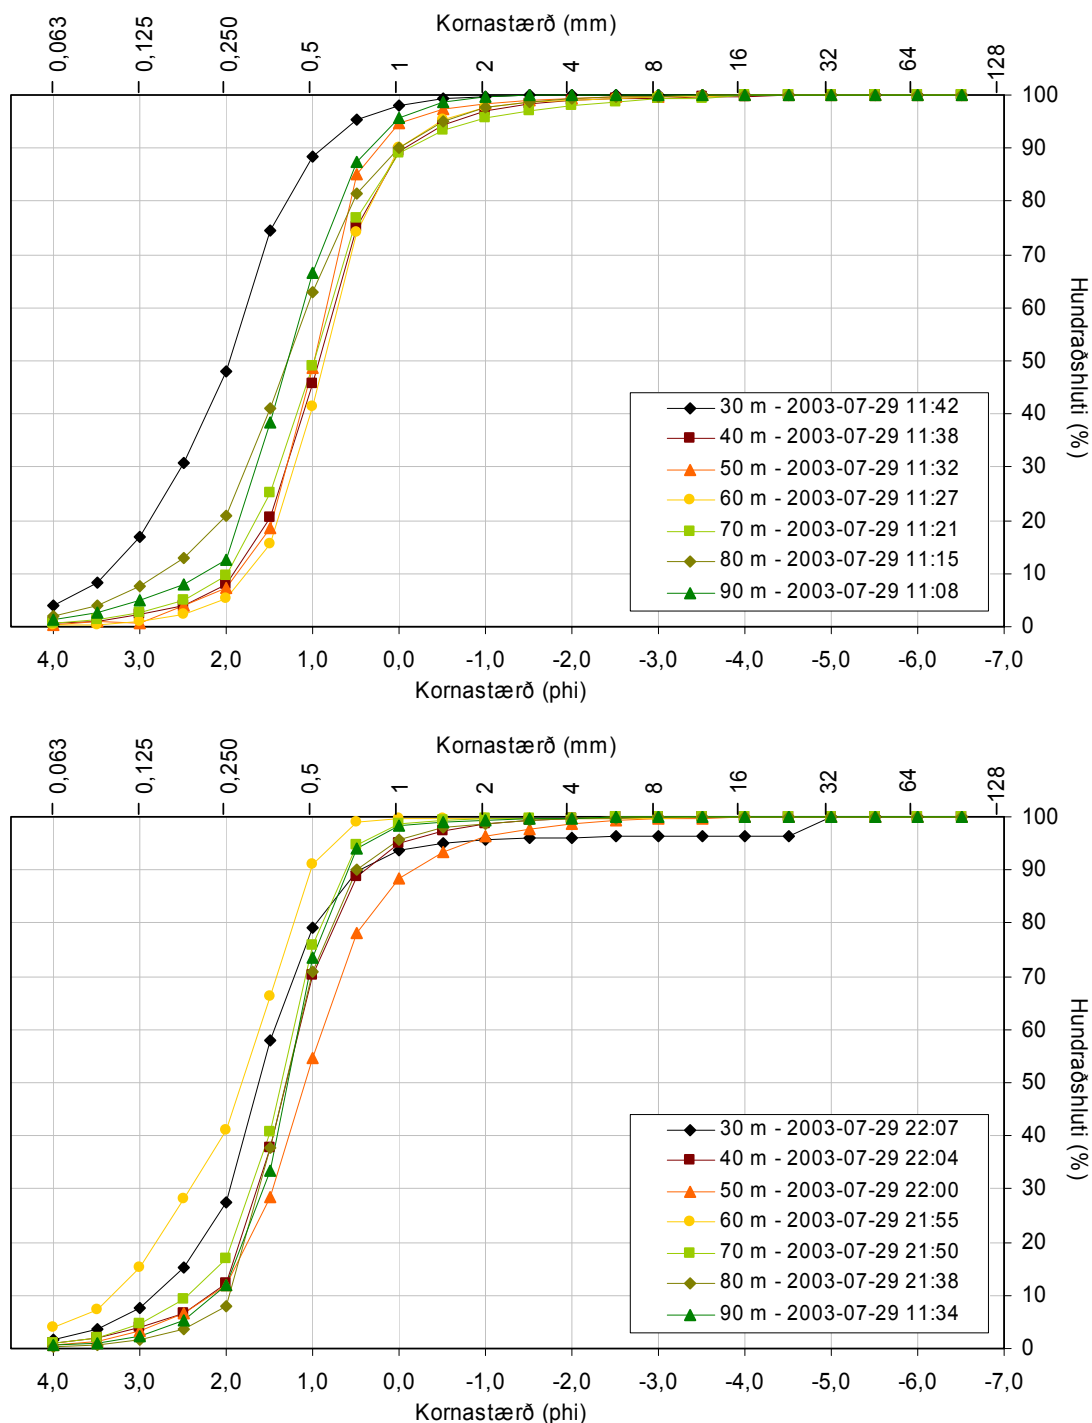 Kornastærð (mm)
0,063 0,125 0,250 0,5 1 2 4 8 16 32 64 128
100
90
80
70
60
50
40
30
20
10
0
Hundraðshluti (%)
30 m - 2003-07-29 11:42
40 m - 2003-07-29 11:38
50 m - 2003-07-29 11:32
60 m - 2003-07-29 11:27
70 m - 2003-07-29 11:21
80 m - 2003-07-29 11:15
90 m - 2003-07-29 11:08
4,0 3,0 2,0 1,0 0,0 -1,0 -2,0 -3,0 -4,0 -5,0 -6,0 -7,0
Kornastærð (phi)
Kornastærð (mm)
0,063 0,125 0,250 0,5 1 2 4 8 16 32 64 128
100
90
80
70
60
50
40
30
20
10
0
Hundraðshluti (%)
30 m - 2003-07-29 22:07
40 m - 2003-07-29 22:04
50 m - 2003-07-29 22:00
60 m - 2003-07-29 21:55
70 m - 2003-07-29 21:50
80 m - 2003-07-29 21:38
90 m - 2003-07-29 11:34
4,0 3,0 2,0 1,0 0,0 -1,0 -2,0 -3,0 -4,0 -5,0 -6,0 -7,0
Kornastærð (phi)